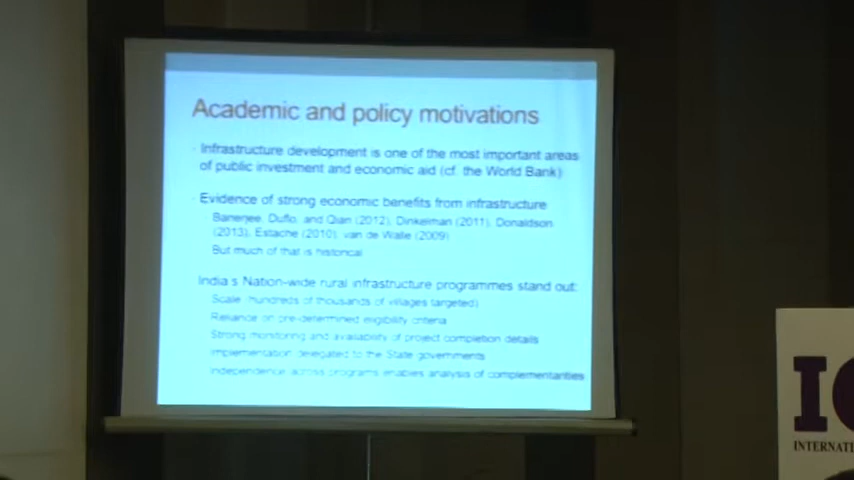 Academic and policy motivations
Infrastructure development is one of the most important areas
of public investment and economic aid (cf. the World Bank)
Evidence of strong economic benefits from infrastructure
Banerjee, Duflo, and Qian (2012), Dinkelman (2011), Donaldson
(2013), Estache (2010), van de Walle (2009)
But much of that is historical
India's Nation-wide rural infrastructure programmes stand out:
Scale (hundreds of thousands of villages targeted)
Reliance on pre-determined eligibility criteria
Strong monitoring and availability of project completion details
Implementation delegated to the State governments
Independence across programs enables analysis of complementarities